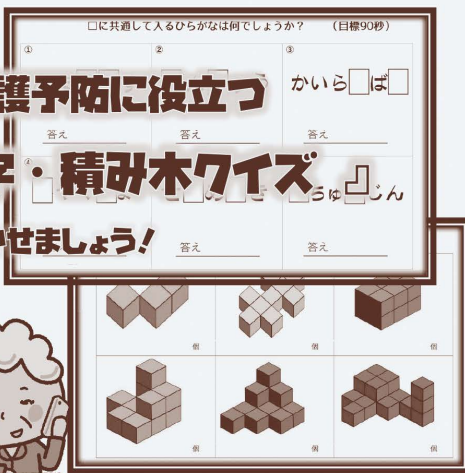 □に共通して入るひらがなは何でしょうか？　（目標90秒）
① ② ③
護予防に役立つ
かいら□ば□
答え 答え 答え
・積み木クイズ』
ちゅ□じん
せましょう！
答え 答え
個 個 個
個 個 個